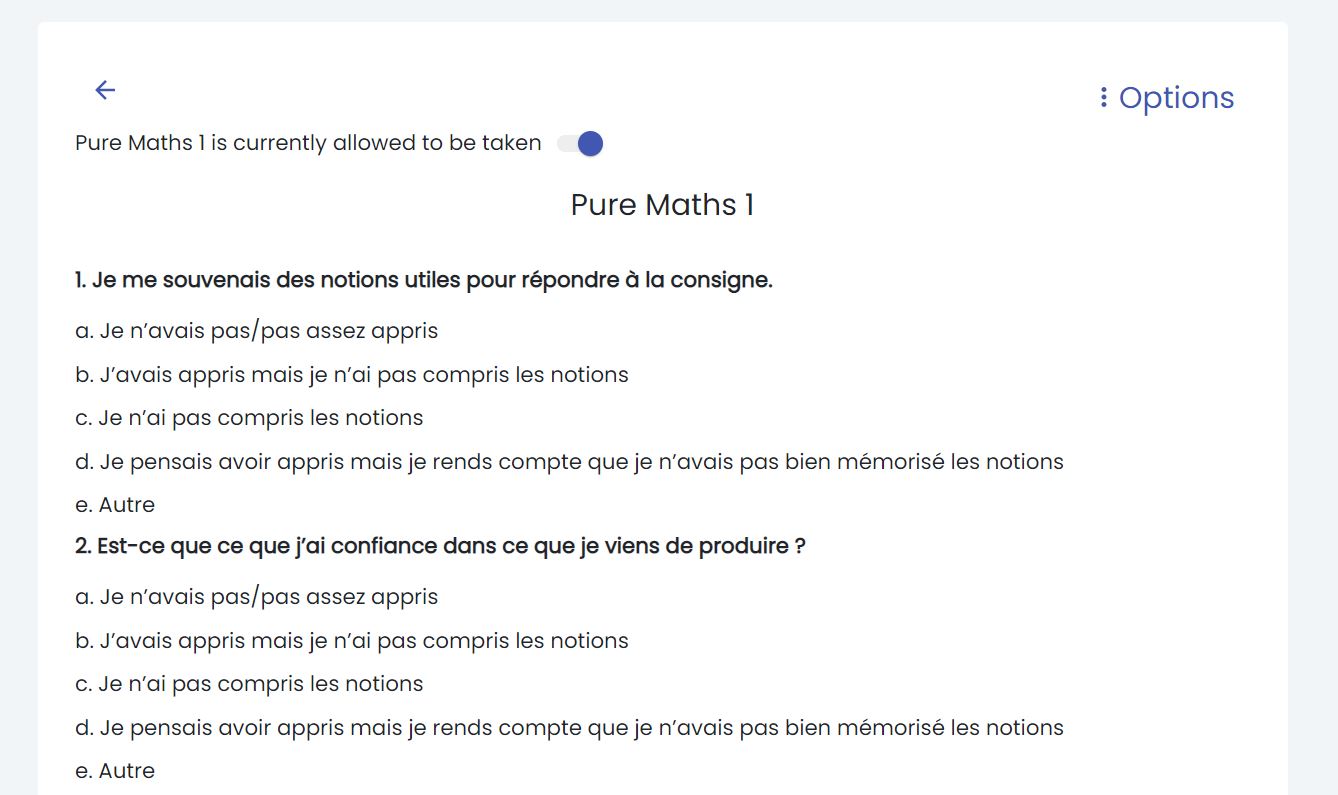 Options
Pure Maths 1 is currently allowed to be taken
Pure Maths 1
1. Je me souvenais des notions utiles pour répondre à la consigne.
a. Je n’avais pas/pas assez appris
b. J’avais appris mais je n’ai pas compris les notions
c. Je n’ai pas compris les notions
d. Je pensais avoir appris mais je rends compte que je n’avais pas bien mémorisé les notions
e. Autre
2. Est-ce que ce que j’ai confiance dans ce que je viens de produire ?
a. Je n’avais pas/pas assez appris
b. J’avais appris mais je n’ai pas compris les notions
c. Je n’ai pas compris les notions
d. Je pensais avoir appris mais je rends compte que je n’avais pas bien mémorisé les notions
e. Autre